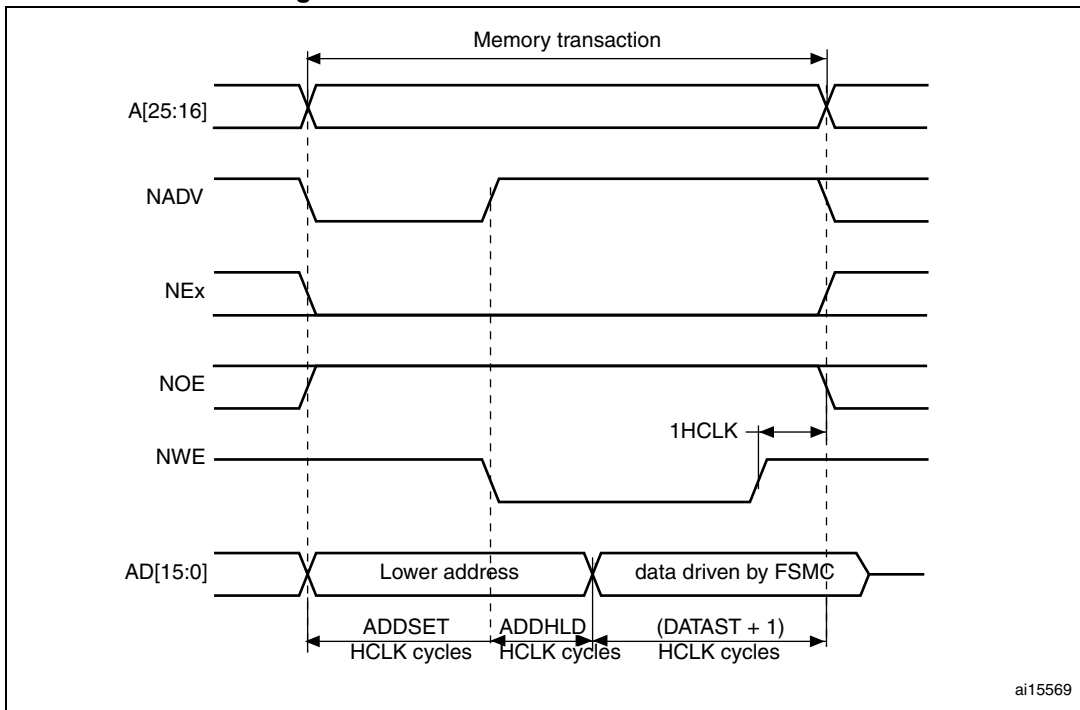 Memory transaction
A[25:16]
NADV
NEx
NOE
1HCLK
NWE
AD[15:0]
Lower address
data driven by FSMC
ADDSET
ADDHLD
(DATAST + 1)
HCLK cycles
HCLK cycles
HCLK cycles
ai15569